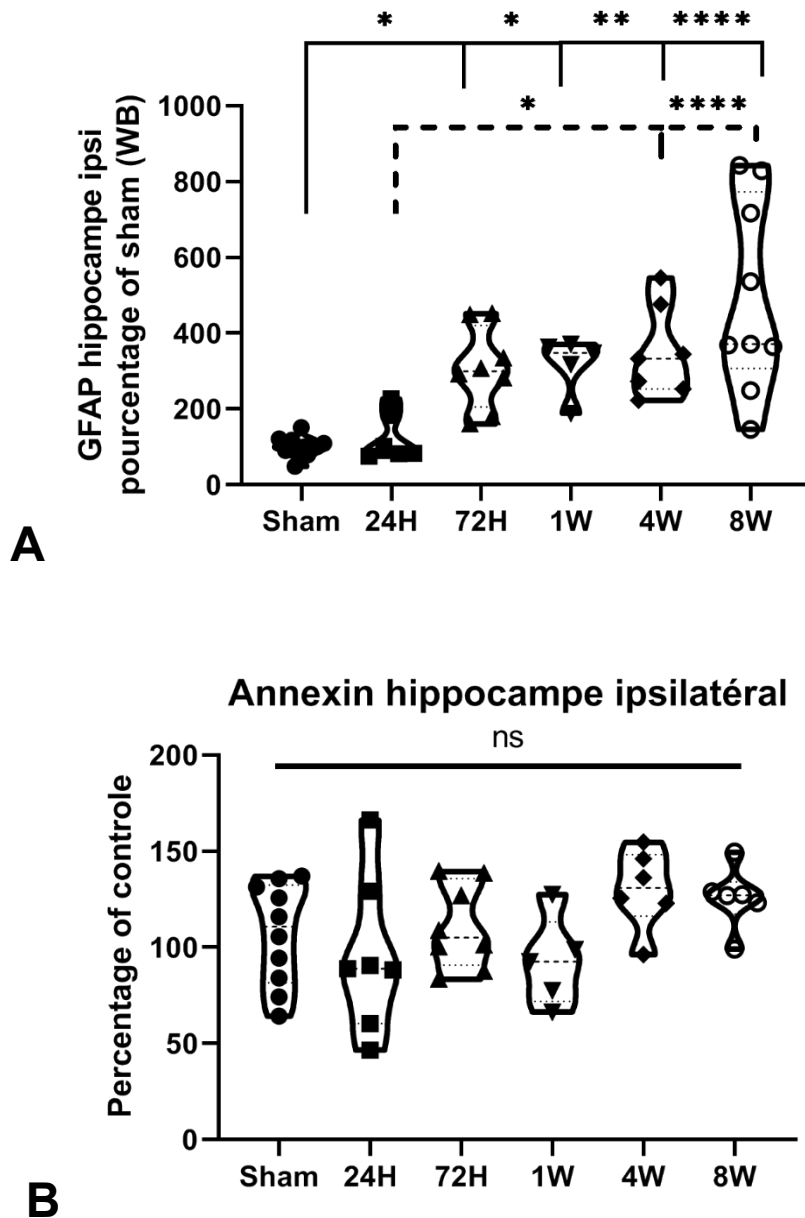 * * ** ****
* ****
GFAP hippocampe ipsi
pourcentage of sham (WB)
1000
800
600
400
200
0
Sham 24H 72H 1W 4W 8W
A
Annexin hippocampe ipsilatéral
ns
Percentage of controle
200
150
100
50
0
Sham 24H 72H 1W 4W 8W
B